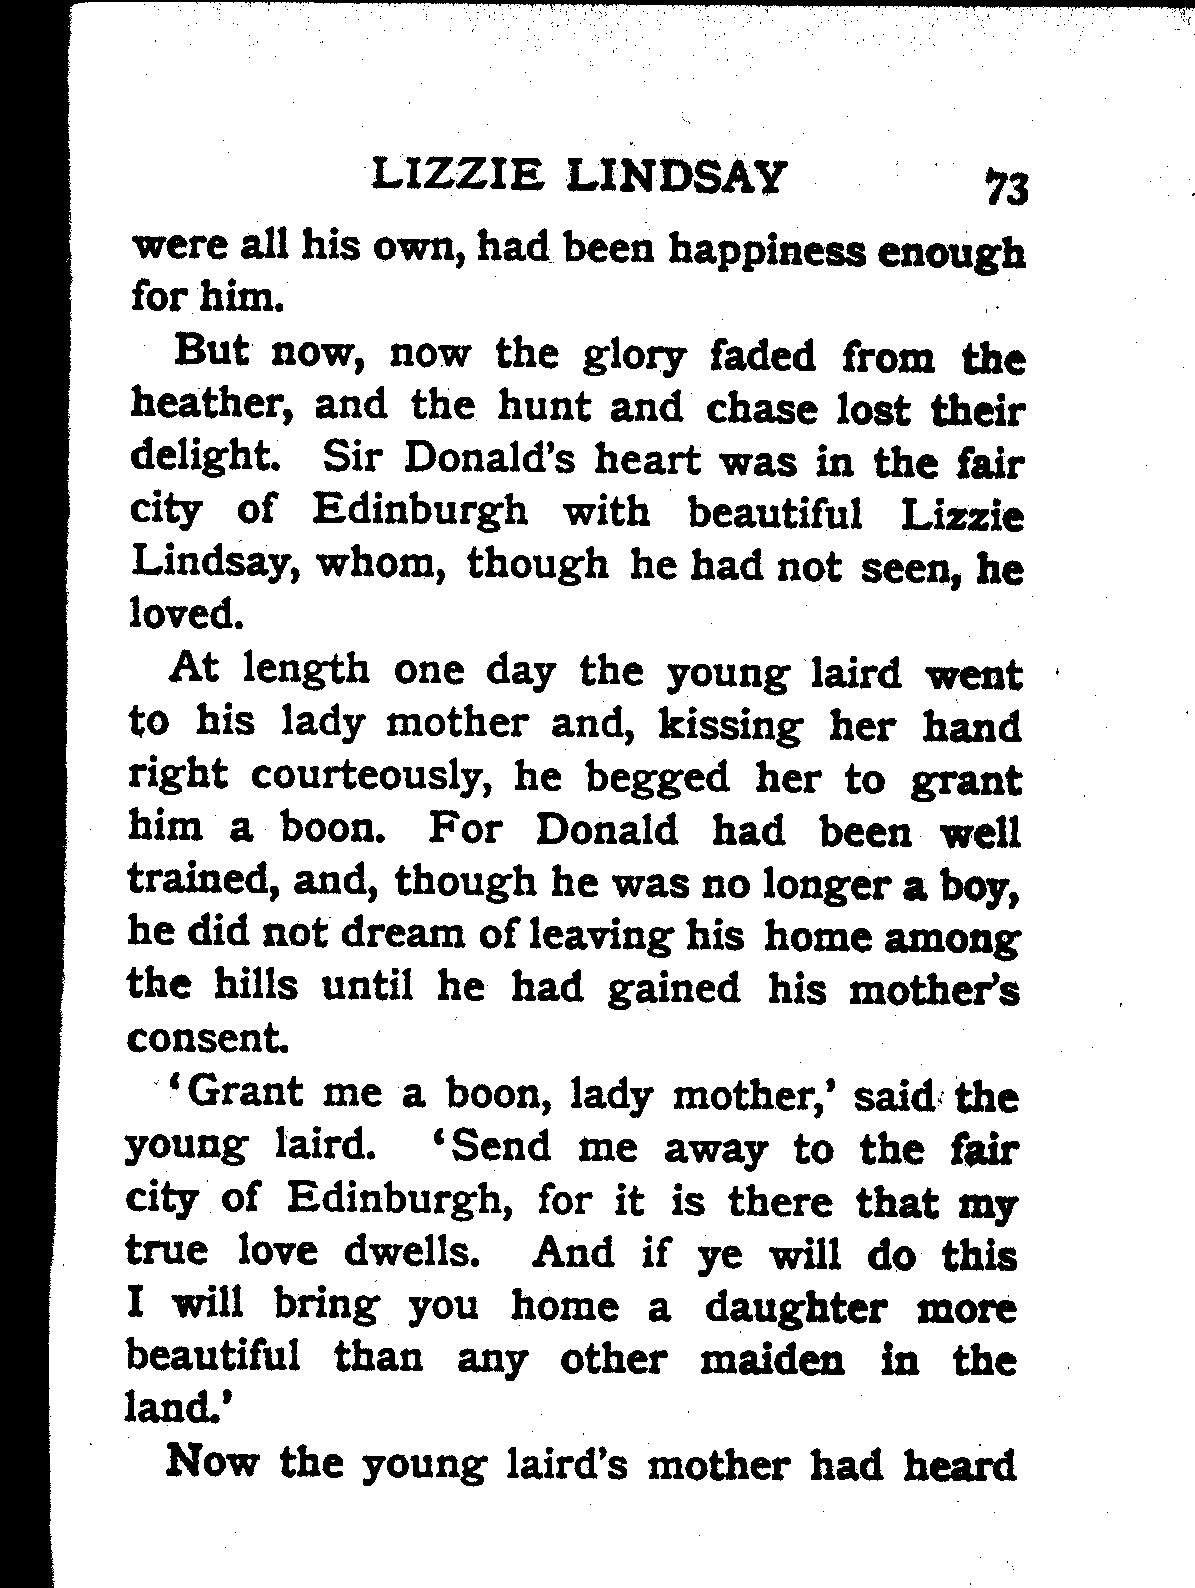 LIZZIE LINDSAY 73
were all his own, had been happiness enough
for him.
But now, now the glory faded from the
heather, and the hunt and chase lost their
delight. Sir Donald's heart was in the fair
city of Edinburgh with beautiful Lizzie
Lindsay, whom, though he had not seen, he
loved.
At length one day the young laird went
to his lady mother and, kissing her hand
right courteously, he begged her to grant
him a boon. For Donald had been well
trained, and, though he was no longer a boy,
he did not dream of leaving his home among
the hills until he had gained his mother's
consent.
‘Grant me a boon, lady mother,’ said the
young laird. ‘Send me away to the fair
city of Edinburgh, for it is there that my
true love dwells. And if ye will do this
I will bring you home a daughter more
beautiful than any other maiden in the
land.’
Now the young laird's mother had heard